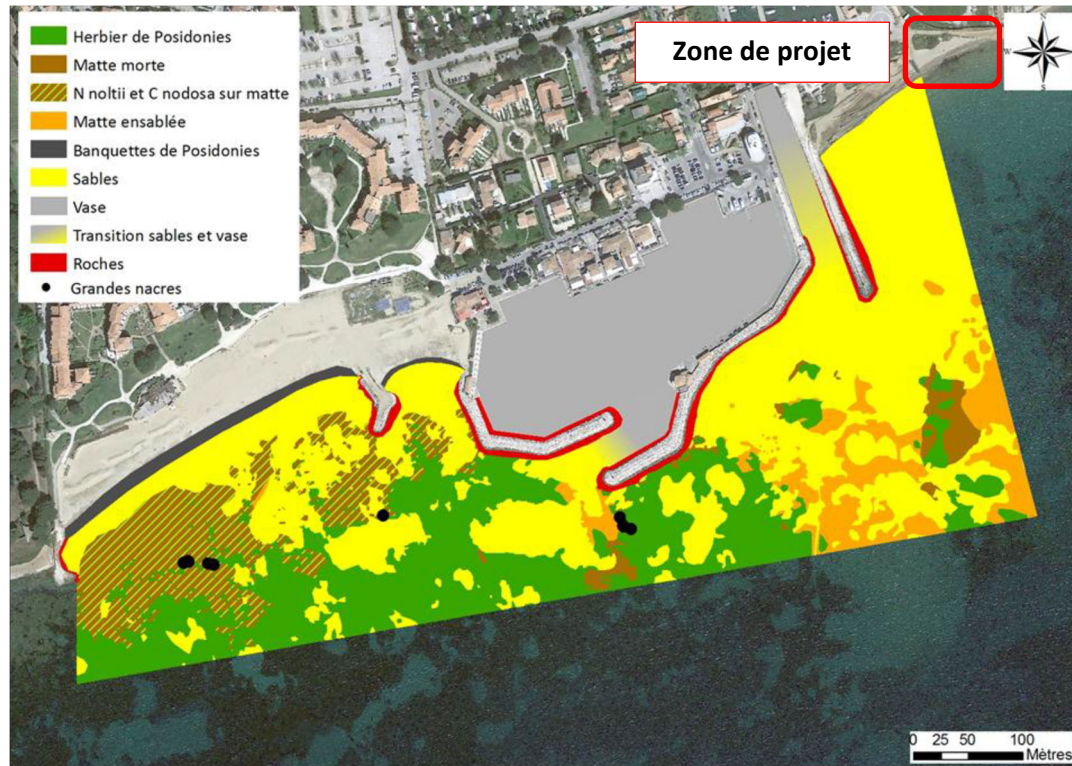 Herbier de Posidonies
Matte morte
N noltii et C nodosa sur matte
Matte ensablée
Banquettes de Posidonies
Sables
Vase
Transition sables et vase
Roches
Grandes nacres
Zone de projet
N
W
S
0 25 50 100
Mètres